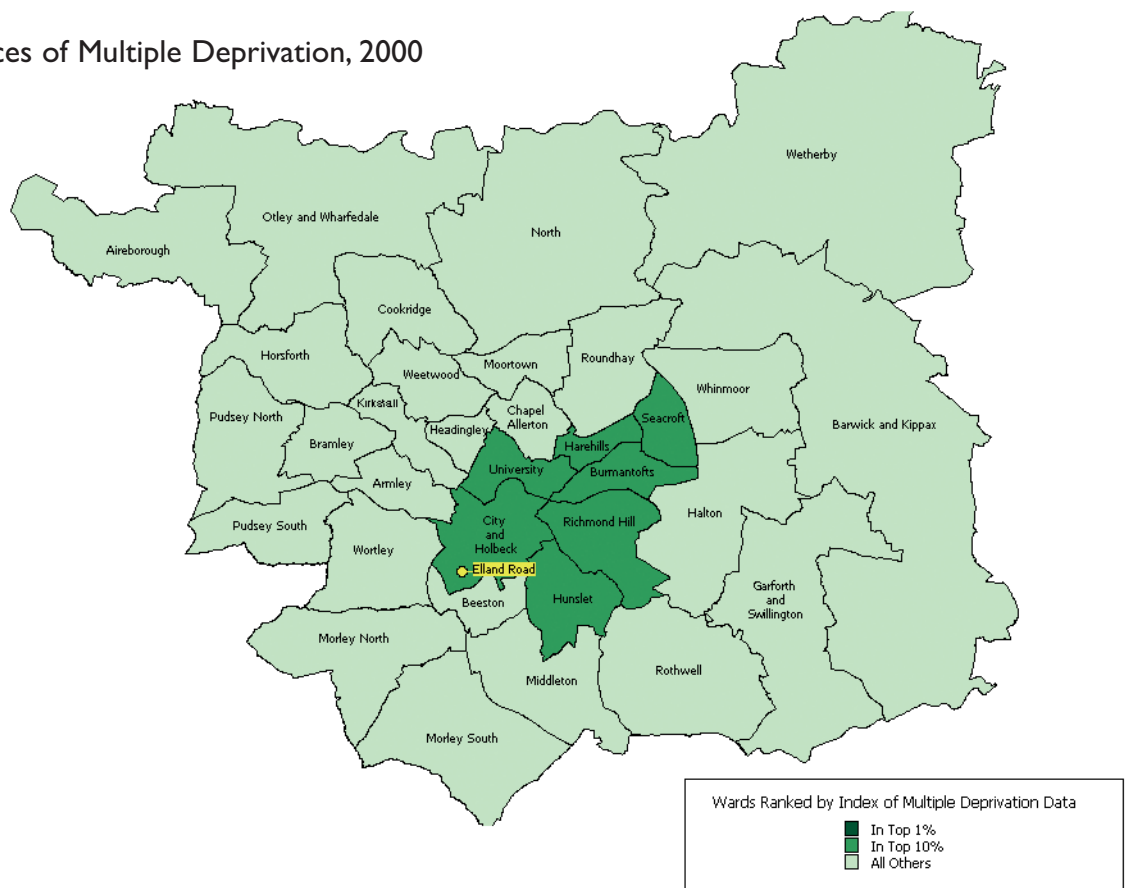 ces of Multiple Deprivation, 2000
Wetherby
Otley and Wharfedale
North
Aireborough
Cookridge
Horsforth
Moortown
Roundhay
Weetwood
Whinmoor
Kirkstall
Pudsey North
Chapel
Allerton
Seacroft
Barwick and Kippax
Headingley
Bramley
Harehills
University
Burmantofts
Armley
Halton
Pudsey South
City
and
Holbeck
Richmond Hill
Wortley
Elland Road
Garforth
and
Swillington
Beeston
Hunslet
Morley North
Rothwell
Middleton
Morley South
Wards Ranked by Index of Multiple Deprivation Data
In Top 1%
In Top 10%
All Others